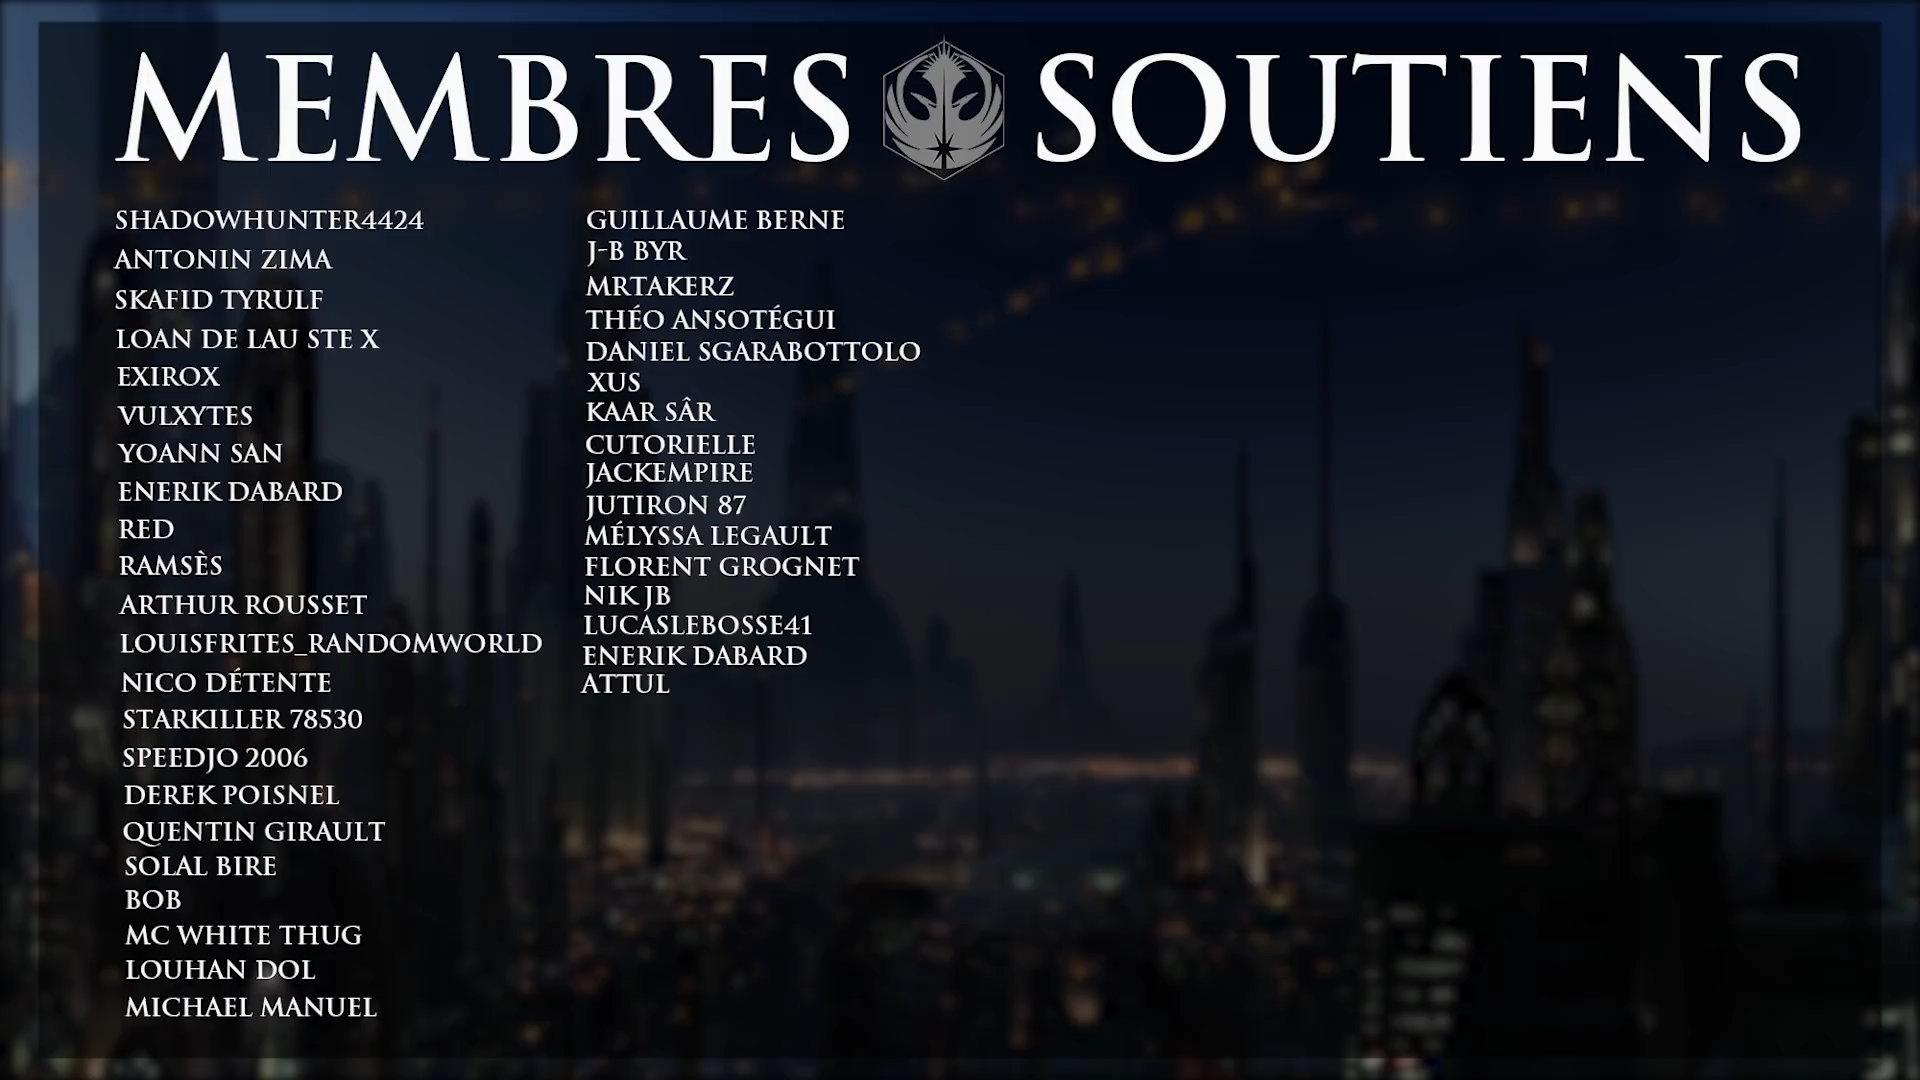 MEMBRES SOUTIENS
SHADOWHUNTER4424
ANTONIN ZIMA
SKAFID TYRULF
LOAN DE LAU STE X
EXIROX
VULXYTES
YOANN SAN
ENERIK DABARD
RED
RAMSÈS
ARTHUR ROUSSET
LOUISFRITES_RANDOMWORLD
NICO DÉTENTE
STARKILLER 78530
SPEEDJO 2006
DEREK POISNEL
QUENTIN GIRAULT
SOLAL BIRE
BOB
MC WHITE THUG
LOUHAN DOL
MICHAEL MANUEL
GUILLAUME BERNE
J-B BYR
MRTAKERZ
THÉO ANSOTÉGUI
DANIEL SGARABOTTOLO
XUS
KAAR SÂR
CUTORIELLE
JACKEMPIRE
JUTIRON 87
MÉLYSSA LEGAULT
FLORENT GROGNET
NIK JB
LUCASLEBOSSE41
ENERIK DABARD
ATTUL